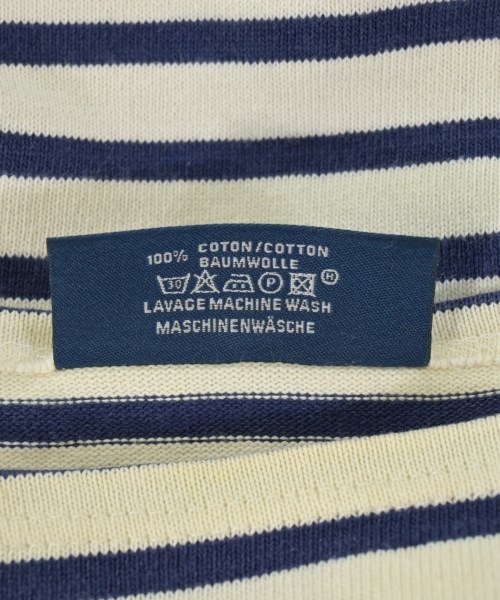 100% COTON/COTTON
BAUMWOLLE
30 P H
LAVAGE MACHINE WASH
MASCHINENWÄSCHE